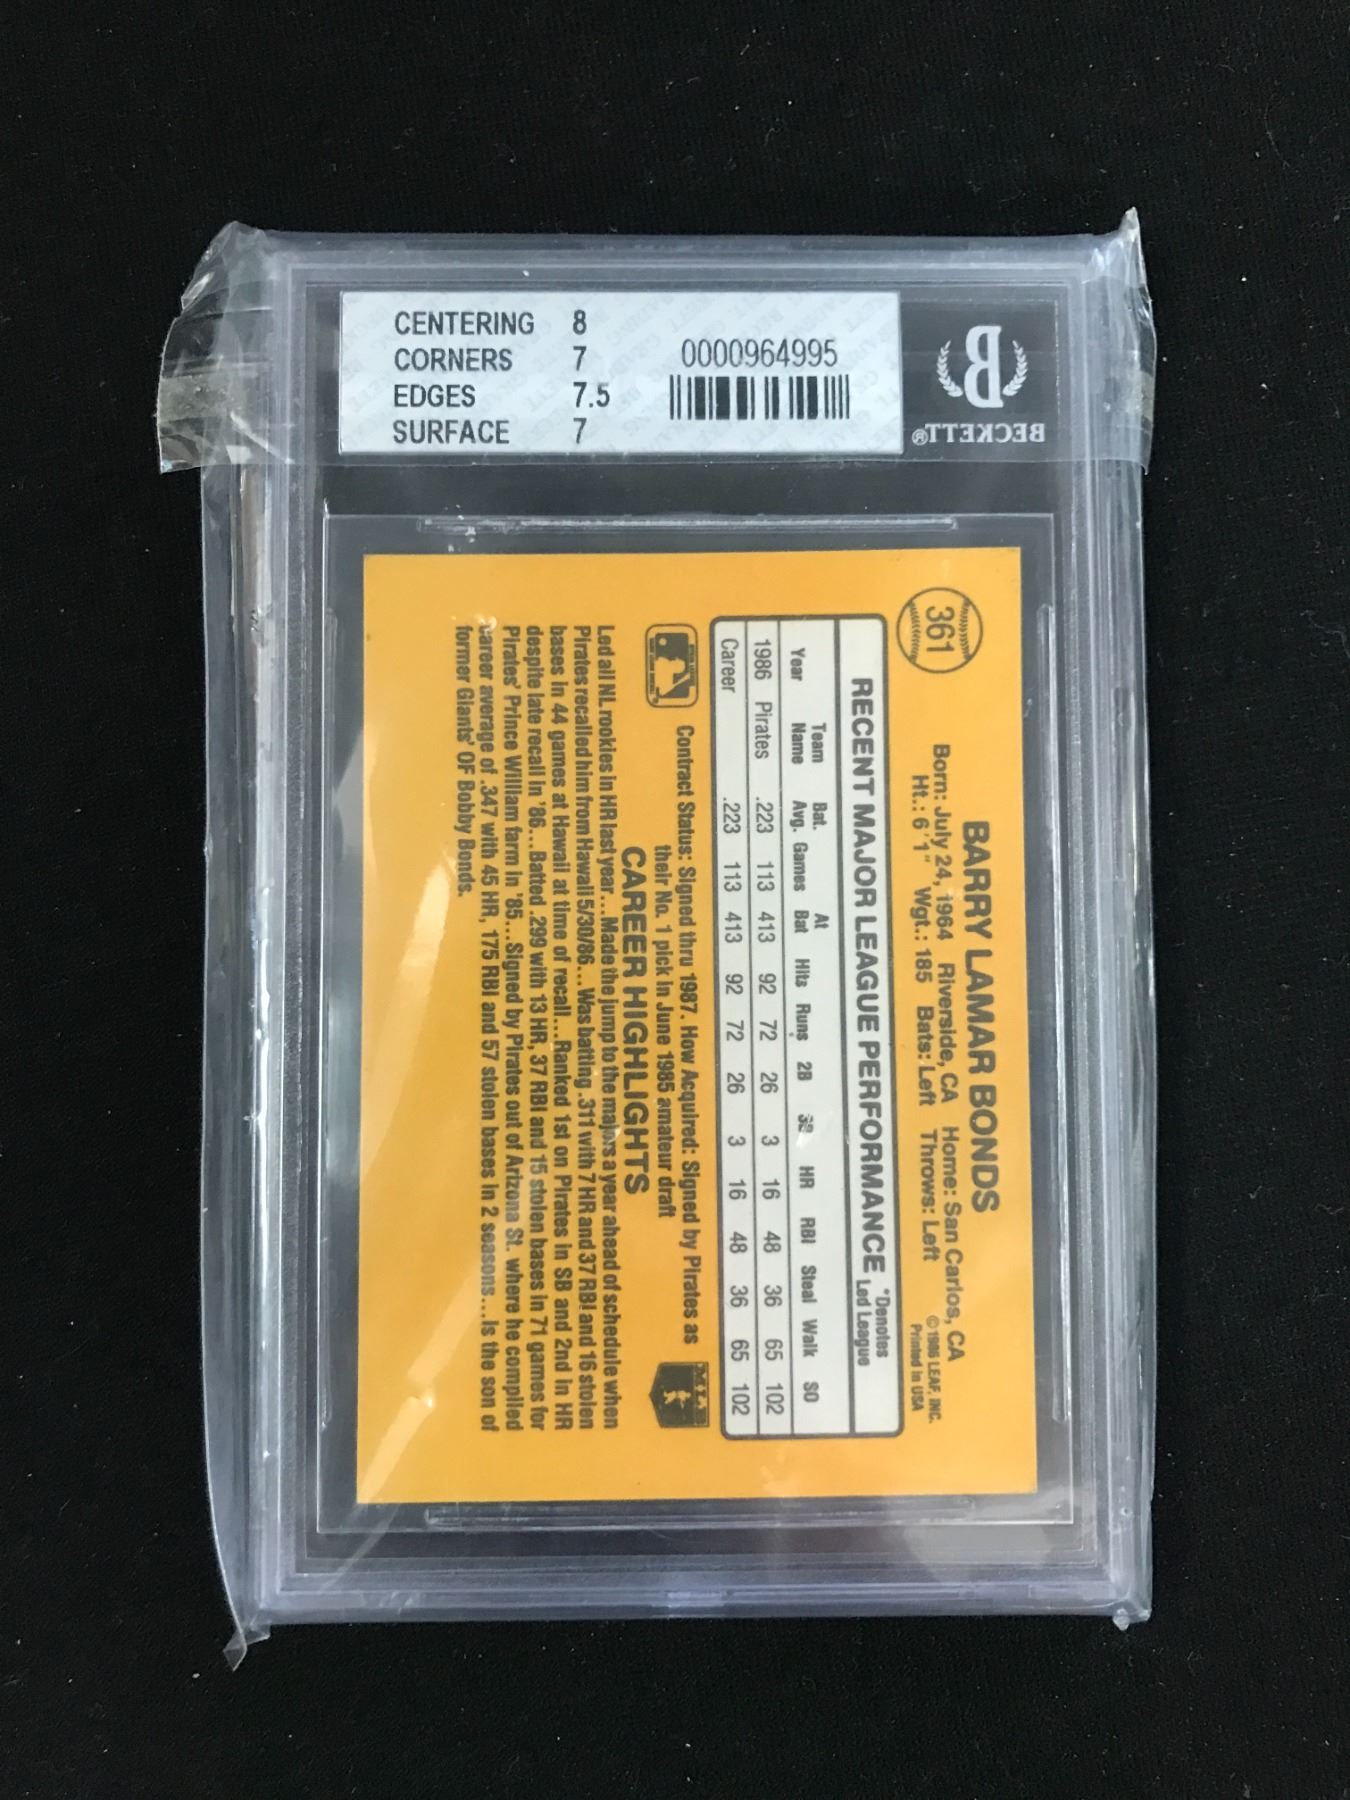 CENTERING 8
CORNERS 7
EDGES 7.5
SURFACE 7
0000964995
BECKETT®
361
BARRY LAMAR BONDS
Born: July 24, 1964 Riverside, CA Home: San Carlos, CA
Ht.: 6'1" Wgt.: 185 Bats: Left Throws: Left
©1986 LEAF, INC.
Printed in USA
RECENT MAJOR LEAGUE PERFORMANCE
*Denotes
Led League
Year Team Name Bat. Avg. Games At Bat Hits Runs 2B 3B HR RBI Steal Walk SO
1986 Pirates .223 113 413 92 72 26 3 16 48 36 65 102
Career .223 113 413 92 72 26 3 16 48 36 65 102
Contract Status: Signed thru 1987. How Acquired: Signed by Pirates as
their No. 1 pick in June 1985 amateur draft
CAREER HIGHLIGHTS
Led all NL rookies in HR last year...Made the jump to the majors a year ahead of schedule when
Pirates recalled him from Hawaii 5/30/86...Was batting .311 with 7 HR and 37 RBI and 16 stolen
bases in 44 games at Hawaii at time of recall...Ranked 1st on Pirates in SB and 2nd in HR
despite late recall in '86...Batted .299 with 13 HR, 37 RBI and 15 stolen bases in 71 games for
Pirates' Prince William farm in '85...Signed by Pirates out of Arizona St. where he compiled
career average of .347 with 45 HR, 175 RBI and 57 stolen bases in 2 seasons...Is the son of
former Giants' OF Bobby Bonds.